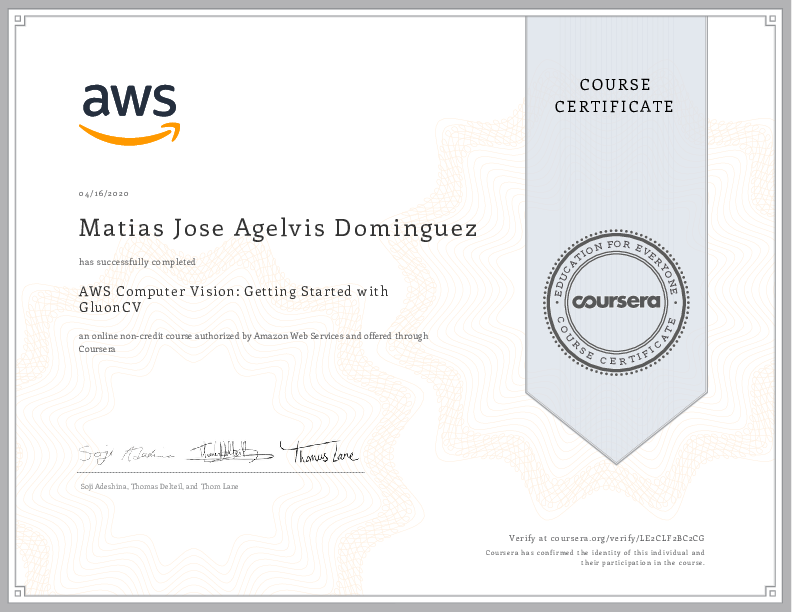 aws
COURSE
CERTIFICATE
04/16/2020
Matias Jose Agelvis Dominguez
has successfully completed
AWS Computer Vision: Getting Started with
GluonCV
an online non-credit course authorized by Amazon Web Services and offered through
Coursera
EDUCATION FOR EVERYONE
coursera
COURSE CERTIFICATE
Soji Adeshina Thomas Lane
Soji Adeshina, Thomas Delteil, and Thom Lane
Verify at coursera.org/verify/LE2CLF2BC2CG
Coursera has confirmed the identity of this individual and
their participation in the course.